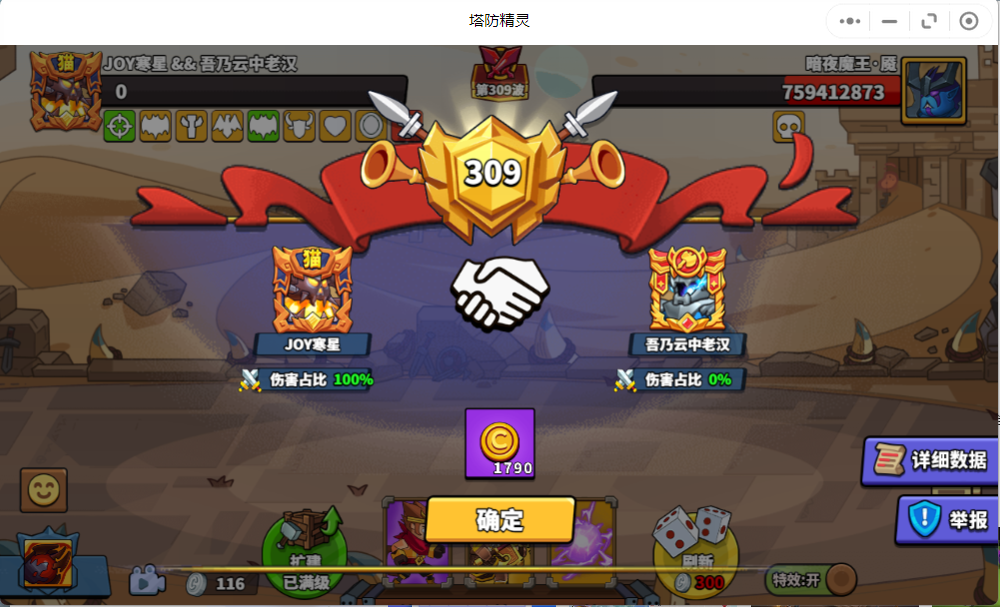 塔防精灵
JOY寒星 && 吾乃云中老汉
0
第309波
暗夜魔王·魇
759412873
309
猫
猫
JOY寒星
吾乃云中老汉
伤害占比 100%
伤害占比 0%
1790
详细数据
确定
举报
扩建
已满级
116
刷新
300
特效:开